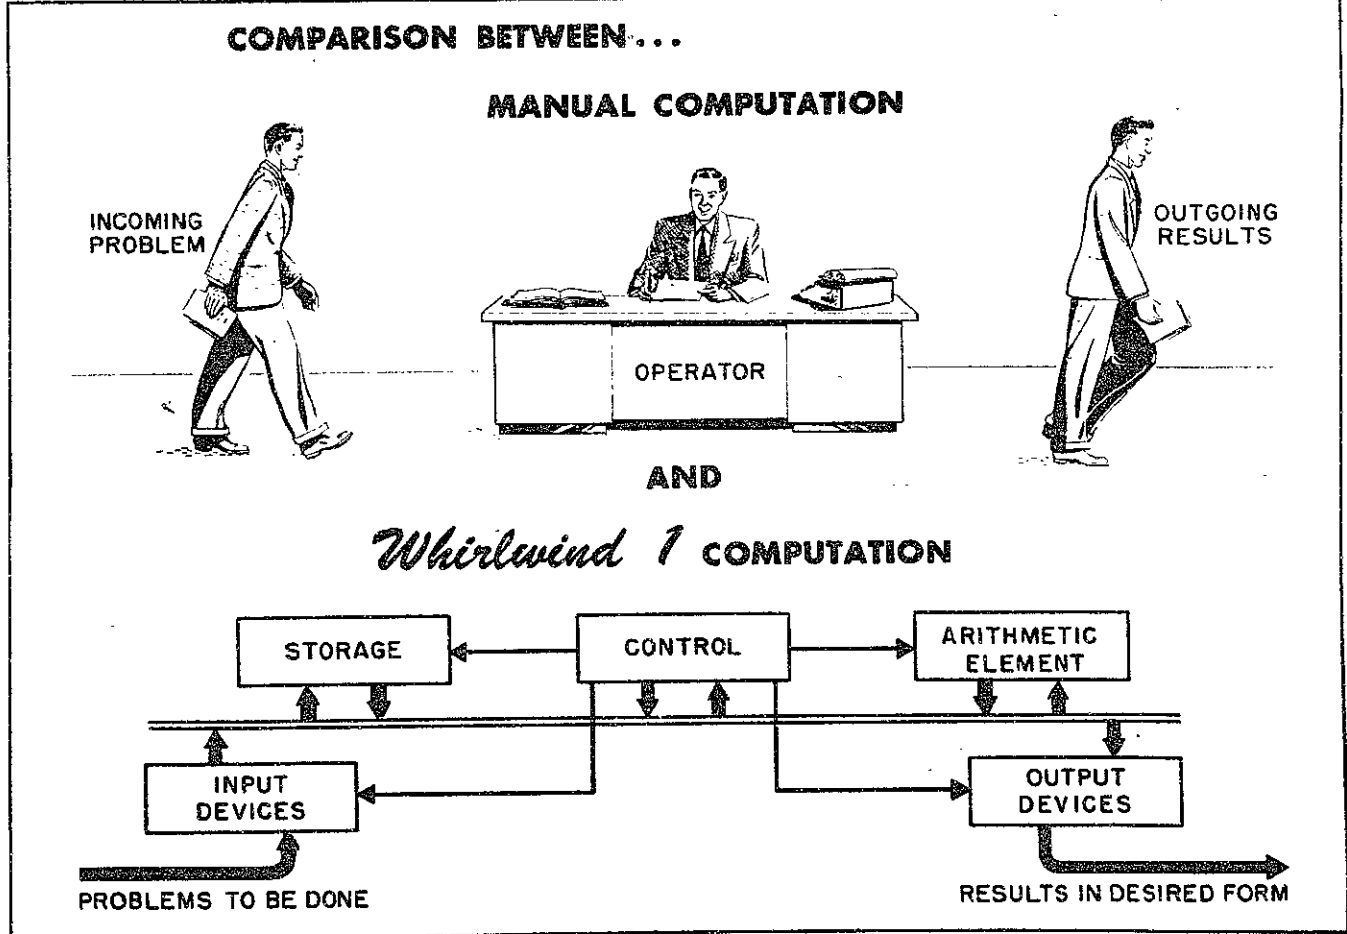 COMPARISON BETWEEN...
MANUAL COMPUTATION
INCOMING
PROBLEM
OUTGOING
RESULTS
OPERATOR
AND
Whirlwind 1 COMPUTATION
STORAGE
CONTROL
ARITHMETIC
ELEMENT
INPUT
DEVICES
OUTPUT
DEVICES
PROBLEMS TO BE DONE
RESULTS IN DESIRED FORM